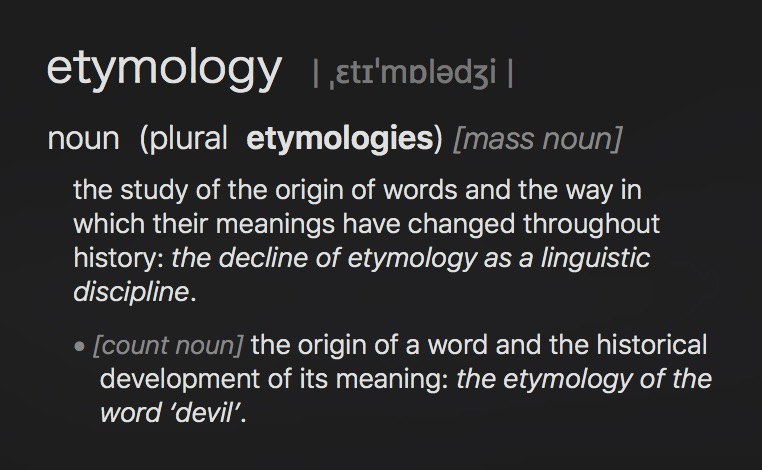 etymology | ˌɛtɪˈmɒlədʒi |
noun (plural etymologies) [mass noun]
the study of the origin of words and the way in
which their meanings have changed throughout
history: the decline of etymology as a linguistic
discipline.
• [count noun] the origin of a word and the historical
development of its meaning: the etymology of the
word ‘devil’.